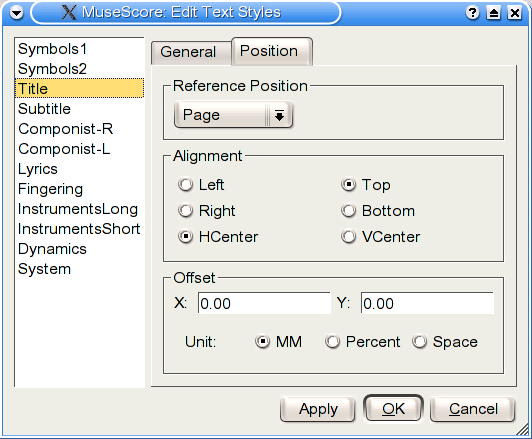 MuseScore: Edit Text Styles
Symbols1
Symbols2
Title
Subtitle
Componist-R
Componist-L
Lyrics
Fingering
InstrumentsLong
InstrumentsShort
Dynamics
System
General Position
Reference Position
Page
Alignment
Left Top
Right Bottom
HCenter VCenter
Offset
X: 0.00 Y: 0.00
Unit: MM Percent Space
Apply OK Cancel